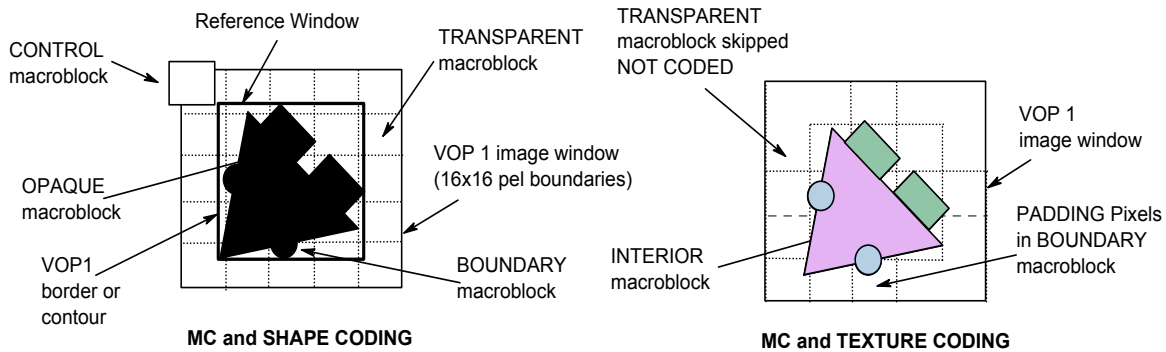 Reference Window
CONTROL
macroblock
TRANSPARENT
macroblock
OPAQUE
macroblock
VOP 1 image window
(16x16 pel boundaries)
VOP1
border or
contour
BOUNDARY
macroblock
MC and SHAPE CODING
TRANSPARENT
macroblock skipped
NOT CODED
VOP 1
image window
INTERIOR
macroblock
PADDING Pixels
in BOUNDARY
macroblock
MC and TEXTURE CODING